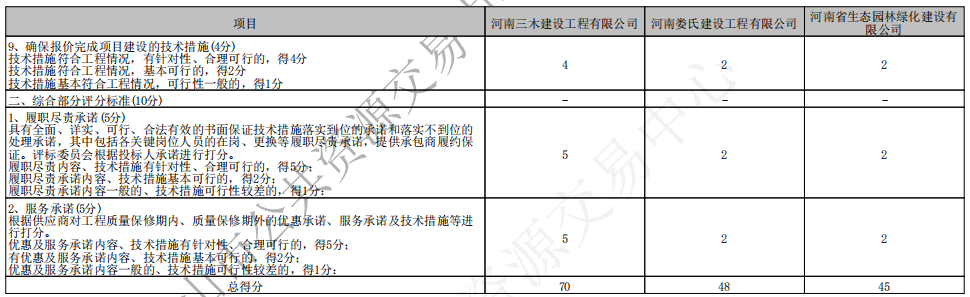 项目 河南三木建设工程有限公司 河南娄氏建设工程有限公司 河南省生态园林绿化建设有限公司
9、确保报价完成项目建设的技术措施(4分)
技术措施符合工程情况，有针对性、合理可行的，得4分
技术措施符合工程情况，基本可行的，得2分
技术措施基本符合工程情况，可行性一般的，得1分
4 2 2
二、综合部分评分标准(10分) – – –
1、履职尽责承诺(5分)
具有全面、详实、可行、合法有效的书面保证技术措施落实到位的承诺和落实不到位的
处理承诺，其中包括各关键岗位人员的在岗、更换等履职尽责承诺，提供承包商履约保
证。评标委员会根据投标人承诺进行打分。
履职尽责内容、技术措施有针对性、合理可行的，得5分；
履职尽责承诺内容、技术措施基本可行的，得2分；
履职尽责承诺内容一般的、技术措施可行性较差的，得1分；
5 2 2
2、服务承诺(5分)
根据供应商对工程质量保修期内、质量保修期外的优惠承诺、服务承诺及技术措施等进
行打分。
优惠及服务承诺内容、技术措施有针对性、合理可行的，得5分；
有优惠及服务承诺内容、技术措施基本可行的，得2分；
优惠及服务承诺内容一般的、技术措施可行性较差的，得1分；
5 2 2
总得分 70 48 45
山市公共资源交易中
资源交易中心